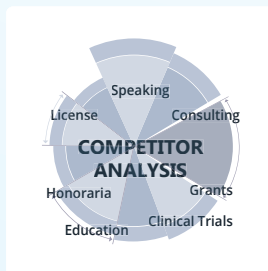 Speaking
License
Consulting
COMPETITOR
ANALYSIS
Honoraria
Grants
Education
Clinical Trials